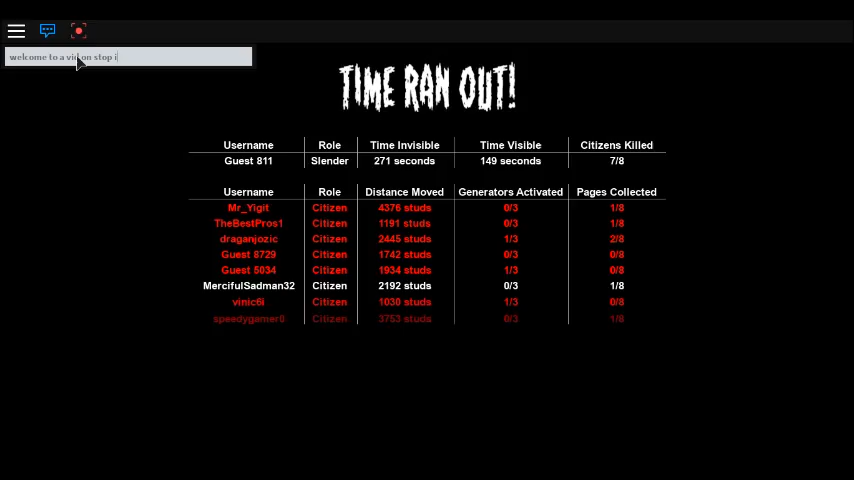 welcome to a vid on stop i
TIME RAN OUT!
Username Role Time Invisible Time Visible Citizens Killed
Guest 811 Slender 271 seconds 149 seconds 7/8
Username Role Distance Moved Generators Activated Pages Collected
Mr_Yigit Citizen 4376 studs 0/3 1/8
TheBestPros1 Citizen 1191 studs 0/3 1/8
draganjozic Citizen 2445 studs 1/3 2/8
Guest 8729 Citizen 1742 studs 0/3 0/8
Guest 5034 Citizen 1934 studs 1/3 0/8
MercifulSadman32 Citizen 2192 studs 0/3 1/8
vinic6i Citizen 1030 studs 1/3 0/8
speedygamer0 Citizen 3753 studs 0/3 1/8